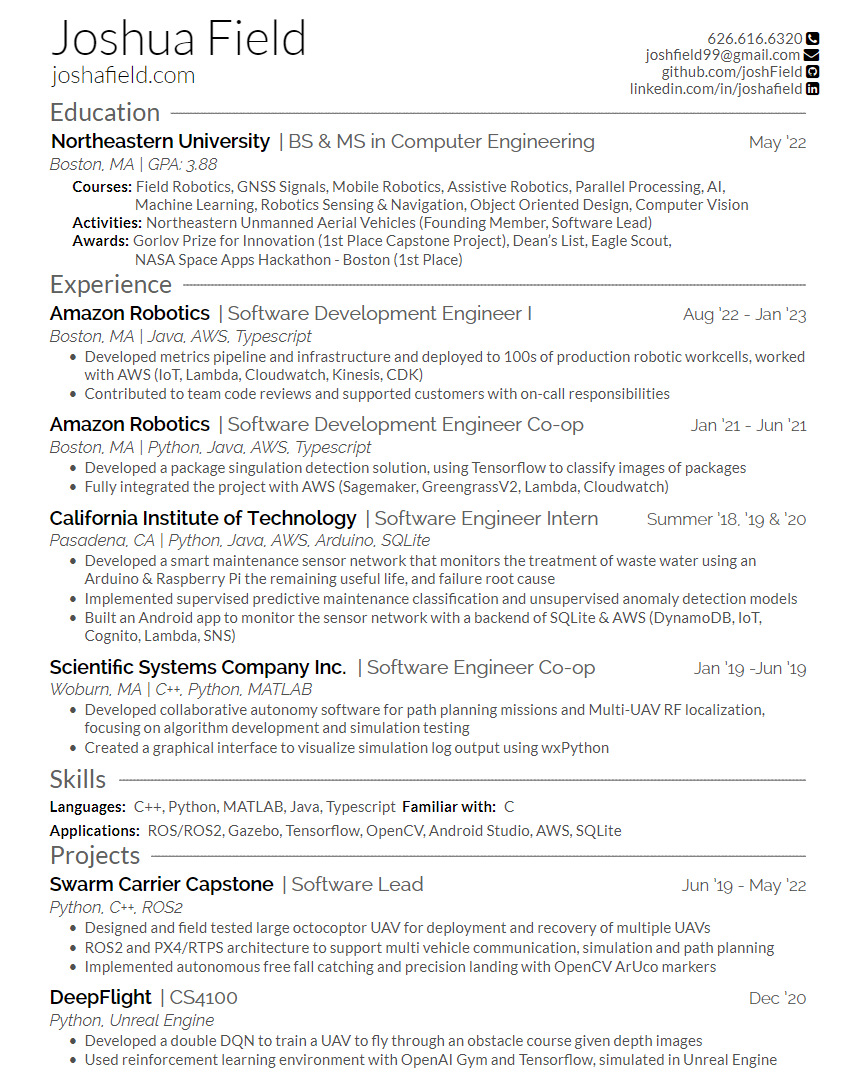 Joshua Field
joshafield.com
626.616.6320
joshfield99@gmail.com
github.com/joshField
linkedin.com/in/joshafield
Education
Northeastern University | BS & MS in Computer Engineering May '22
Boston, MA | GPA: 3.88
Courses: Field Robotics, GNSS Signals, Mobile Robotics, Assistive Robotics, Parallel Processing, AI,
Machine Learning, Robotics Sensing & Navigation, Object Oriented Design, Computer Vision
Activities: Northeastern Unmanned Aerial Vehicles (Founding Member, Software Lead)
Awards: Gorlov Prize for Innovation (1st Place Capstone Project), Dean's List, Eagle Scout,
NASA Space Apps Hackathon - Boston (1st Place)
Experience
Amazon Robotics | Software Development Engineer I Aug '22 - Jan '23
Boston, MA | Java, AWS, Typescript
• Developed metrics pipeline and infrastructure and deployed to 100s of production robotic workcells, worked
with AWS (IoT, Lambda, Cloudwatch, Kinesis, CDK)
• Contributed to team code reviews and supported customers with on-call responsibilities
Amazon Robotics | Software Development Engineer Co-op Jan '21 - Jun '21
Boston, MA | Python, Java, AWS, Typescript
• Developed a package singulation detection solution, using Tensorflow to classify images of packages
• Fully integrated the project with AWS (Sagemaker, GreengrassV2, Lambda, Cloudwatch)
California Institute of Technology | Software Engineer Intern Summer '18, '19 & '20
Pasadena, CA | Python, Java, AWS, Arduino, SQLite
• Developed a smart maintenance sensor network that monitors the treatment of waste water using an
Arduino & Raspberry Pi the remaining useful life, and failure root cause
• Implemented supervised predictive maintenance classification and unsupervised anomaly detection models
• Built an Android app to monitor the sensor network with a backend of SQLite & AWS (DynamoDB, IoT,
Cognito, Lambda, SNS)
Scientific Systems Company Inc. | Software Engineer Co-op Jan '19 -Jun '19
Woburn, MA | C++, Python, MATLAB
• Developed collaborative autonomy software for path planning missions and Multi-UAV RF localization,
focusing on algorithm development and simulation testing
• Created a graphical interface to visualize simulation log output using wxPython
Skills
Languages: C++, Python, MATLAB, Java, Typescript Familiar with: C
Applications: ROS/ROS2, Gazebo, Tensorflow, OpenCV, Android Studio, AWS, SQLite
Projects
Swarm Carrier Capstone | Software Lead Jun '19 - May '22
Python, C++, ROS2
• Designed and field tested large octocoptor UAV for deployment and recovery of multiple UAVs
• ROS2 and PX4/RTPS architecture to support multi vehicle communication, simulation and path planning
• Implemented autonomous free fall catching and precision landing with OpenCV ArUco markers
DeepFlight | CS4100 Dec '20
Python, Unreal Engine
• Developed a double DQN to train a UAV to fly through an obstacle course given depth images
• Used reinforcement learning environment with OpenAI Gym and Tensorflow, simulated in Unreal Engine